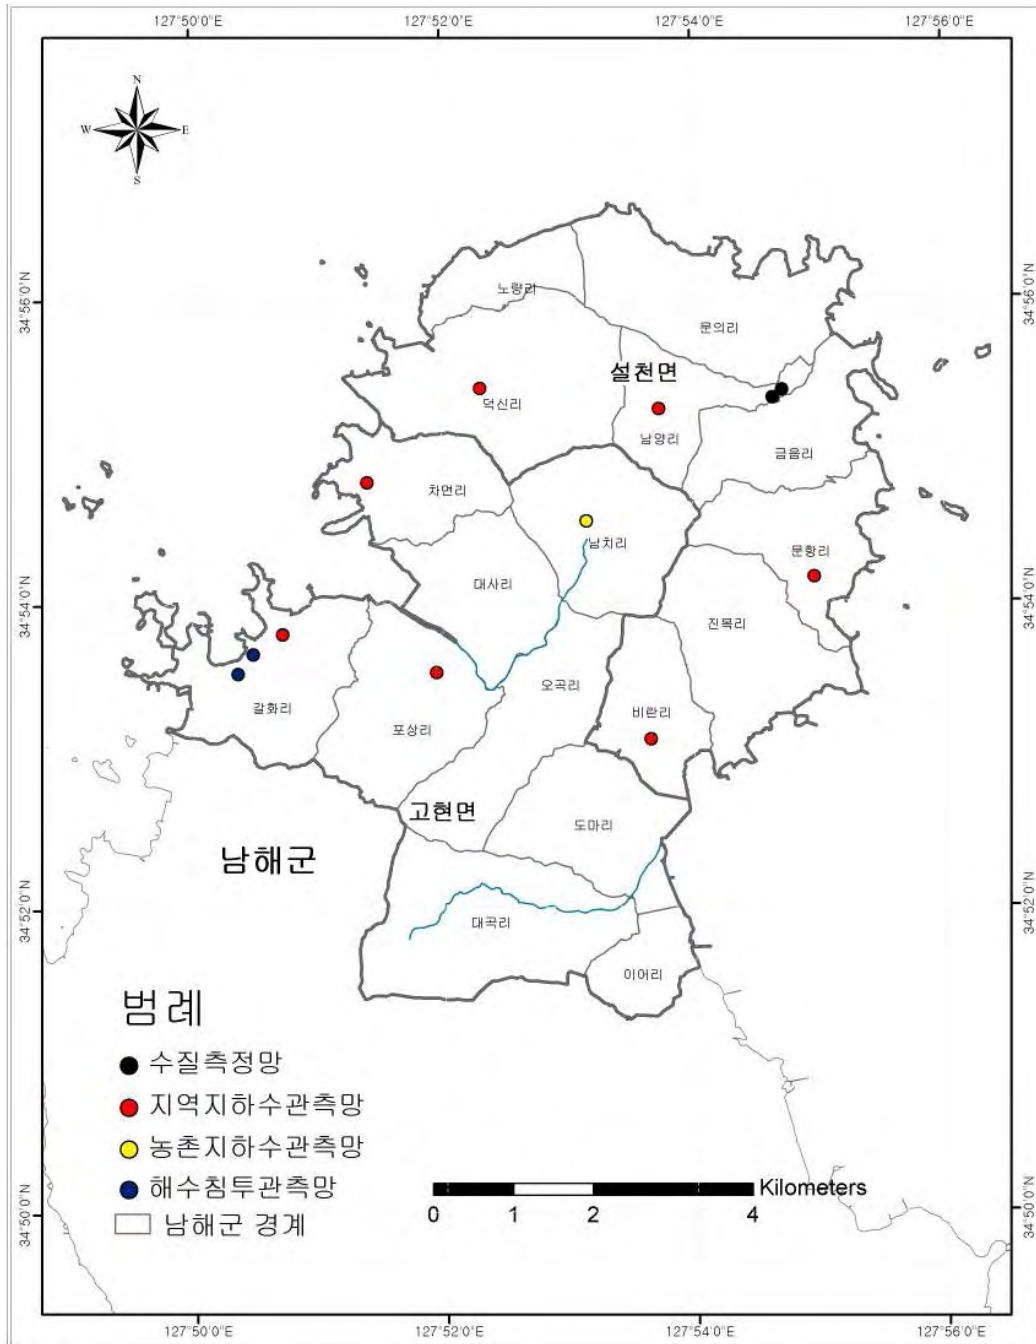 127°50'0"E
127°52'0"E
127°54'0"E
127°56'0"E
N
W
E
S
34°56'0"N
34°56'0"N
노량리
문의리
설천면
덕신리
남양리
금음리
차면리
남치리
문항리
대사리
34°54'0"N
34°54'0"N
진목리
오곡리
갈화리
비란리
포상리
고현면
도마리
남해군
34°52'0"N
34°52'0"N
대곡리
이어리
범례
수질측정망
지역지하수관측망
농촌지하수관측망
해수침투관측망
남해군 경계
Kilometers
0 1 2 4
34°50'0"N
34°50'0"N
127°50'0"E
127°52'0"E
127°54'0"E
127°56'0"E